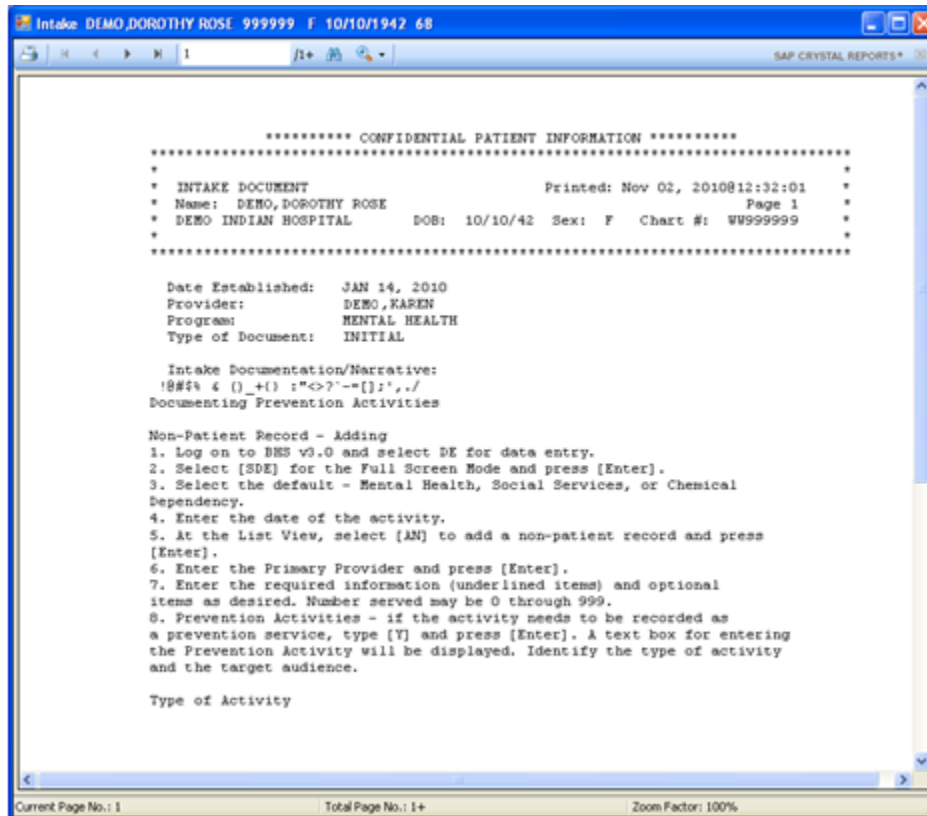 Intake DEMO,DOROTHY ROSE 999999 F 10/10/1942 68
1 /1+ SAP CRYSTAL REPORTS®
********** CONFIDENTIAL PATIENT INFORMATION **********
********************************************************************************
* *
* INTAKE DOCUMENT Printed: Nov 02, 2010@12:32:01 *
* Name: DEMO,DOROTHY ROSE Page 1 *
* DEMO INDIAN HOSPITAL DOB: 10/10/42 Sex: F Chart #: WW999999 *
* *
********************************************************************************
Date Established: JAN 14, 2010
Provider: DEMO,KAREN
Program: MENTAL HEALTH
Type of Document: INITIAL
Intake Documentation/Narrative:
!@#$% & ()_+() :"<>?`-=[];',./
Documenting Prevention Activities
Non-Patient Record - Adding
1. Log on to BHS v3.0 and select DE for data entry.
2. Select [SDE] for the Full Screen Mode and press [Enter].
3. Select the default - Mental Health, Social Services, or Chemical
Dependency.
4. Enter the date of the activity.
5. At the List View, select [AN] to add a non-patient record and press
[Enter].
6. Enter the Primary Provider and press [Enter].
7. Enter the required information (underlined items) and optional
items as desired. Number served may be 0 through 999.
8. Prevention Activities - if the activity needs to be recorded as
a prevention service, type [Y] and press [Enter]. A text box for entering
the Prevention Activity will be displayed. Identify the type of activity
and the target audience.
Type of Activity
Current Page No.: 1 Total Page No.: 1+ Zoom Factor: 100%